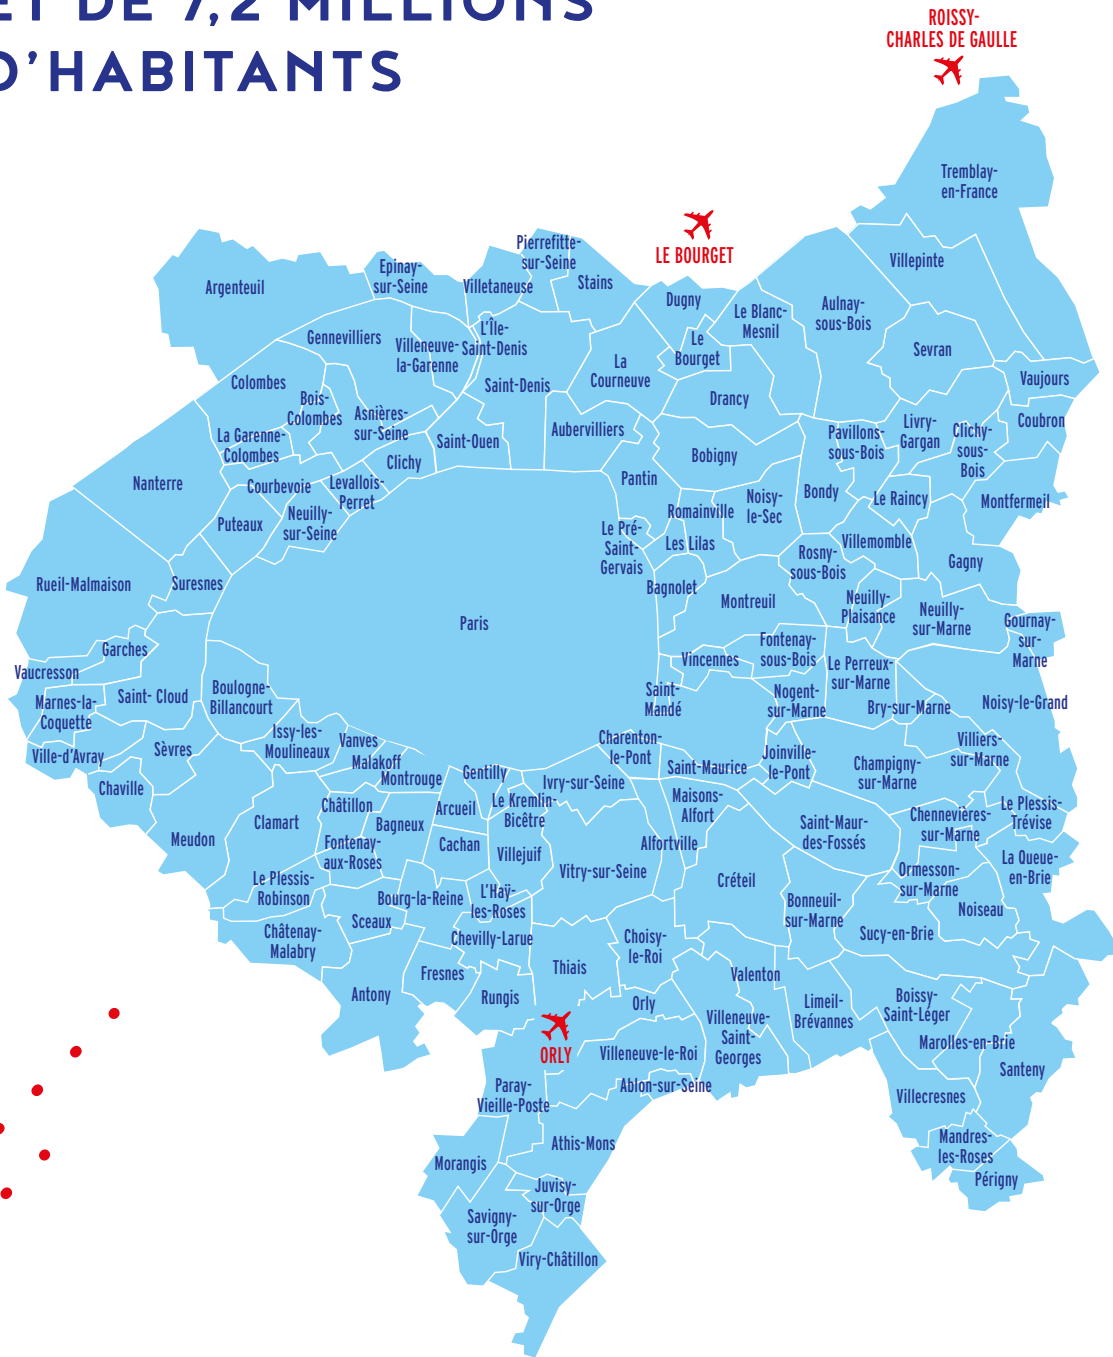 ET DE 7,2 MILLIONS
D'HABITANTS
ROISSY-
CHARLES DE GAULLE
Tremblay-
en-France
LE BOURGET
Villepinte
Pierrefitte-
sur-Seine
Stains
Epinay-
sur-Seine
Villetaneuse
Argenteuil
Dugny
Le Blanc-
Mesnil
Aulnay-
sous-Bois
Sevran
Gennevilliers
Villeneuve-
la-Garenne
L'Île-
Saint-Denis
Saint-Denis
La
Courneuve
Le
Bourget
Drancy
Vaujours
Coubron
Colombes
Bois-
Colombes
Asnières-
sur-Seine
La Garenne-
Colombes
Saint-Ouen
Aubervilliers
Bobigny
Pavillons-
sous-Bois
Livry-
Gargan
Clichy-
sous-
Bois
Montfermeil
Nanterre
Courbevoie
Levallois-
Perret
Clichy
Puteaux
Neuilly-
sur-Seine
Pantin
Romainville
Noisy-
le-Sec
Bondy
Le Raincy
Le Pré-
Saint-
Gervais
Les Lilas
Rosny-
sous-Bois
Villemomble
Gagny
Rueil-Malmaison
Suresnes
Bagnolet
Montreuil
Neuilly-
Plaisance
Neuilly-
sur-Marne
Gournay-
sur-
Marne
Paris
Garches
Vaucresson
Marnes-la-
Coquette
Saint- Cloud
Boulogne-
Billancourt
Vincennes
Fontenay-
sous-Bois
Le Perreux-
sur-Marne
Saint-
Mandé
Nogent-
sur-Marne
Bry-sur-Marne
Noisy-le-Grand
Ville-d'Avray
Sèvres
Issy-les-
Moulineaux
Vanves
Malakoff
Montrouge
Gentilly
Charenton-
le-Pont
Saint-Maurice
Joinville-
le-Pont
Champigny-
sur-Marne
Villiers-
sur-Marne
Chaville
Ivry-sur-Seine
Meudon
Clamart
Châtillon
Bagneux
Arcueil
Le Kremlin-
Bicêtre
Maisons-
Alfort
Saint-Maur-
des-Fossés
Chennevières-
sur-Marne
Le Plessis-
Trévise
Fontenay-
aux-Roses
Cachan
Villejuif
Vitry-sur-Seine
Alfortville
Créteil
Ormesson-
sur-Marne
La Queue-
en-Brie
Le Plessis-
Robinson
Bourg-la-Reine
L'Haÿ-
les-Roses
Bonneuil-
sur-Marne
Noiseau
Sceaux
Châtenay-
Malabry
Chevilly-Larue
Choisy-
le-Roi
Sucy-en-Brie
Antony
Fresnes
Rungis
Thiais
Orly
Valenton
Limeil-
Brévannes
Boissy-
Saint-Léger
ORLY
Villeneuve-le-Roi
Villeneuve-
Saint-
Georges
Marolles-en-Brie
Santeny
Paray-
Vieille-Poste
Ablon-sur-Seine
Villecresnes
Athis-Mons
Mandres-
les-Roses
Périgny
Morangis
Juvisy-
sur-Orge
Savigny-
sur-Orge
Viry-Châtillon